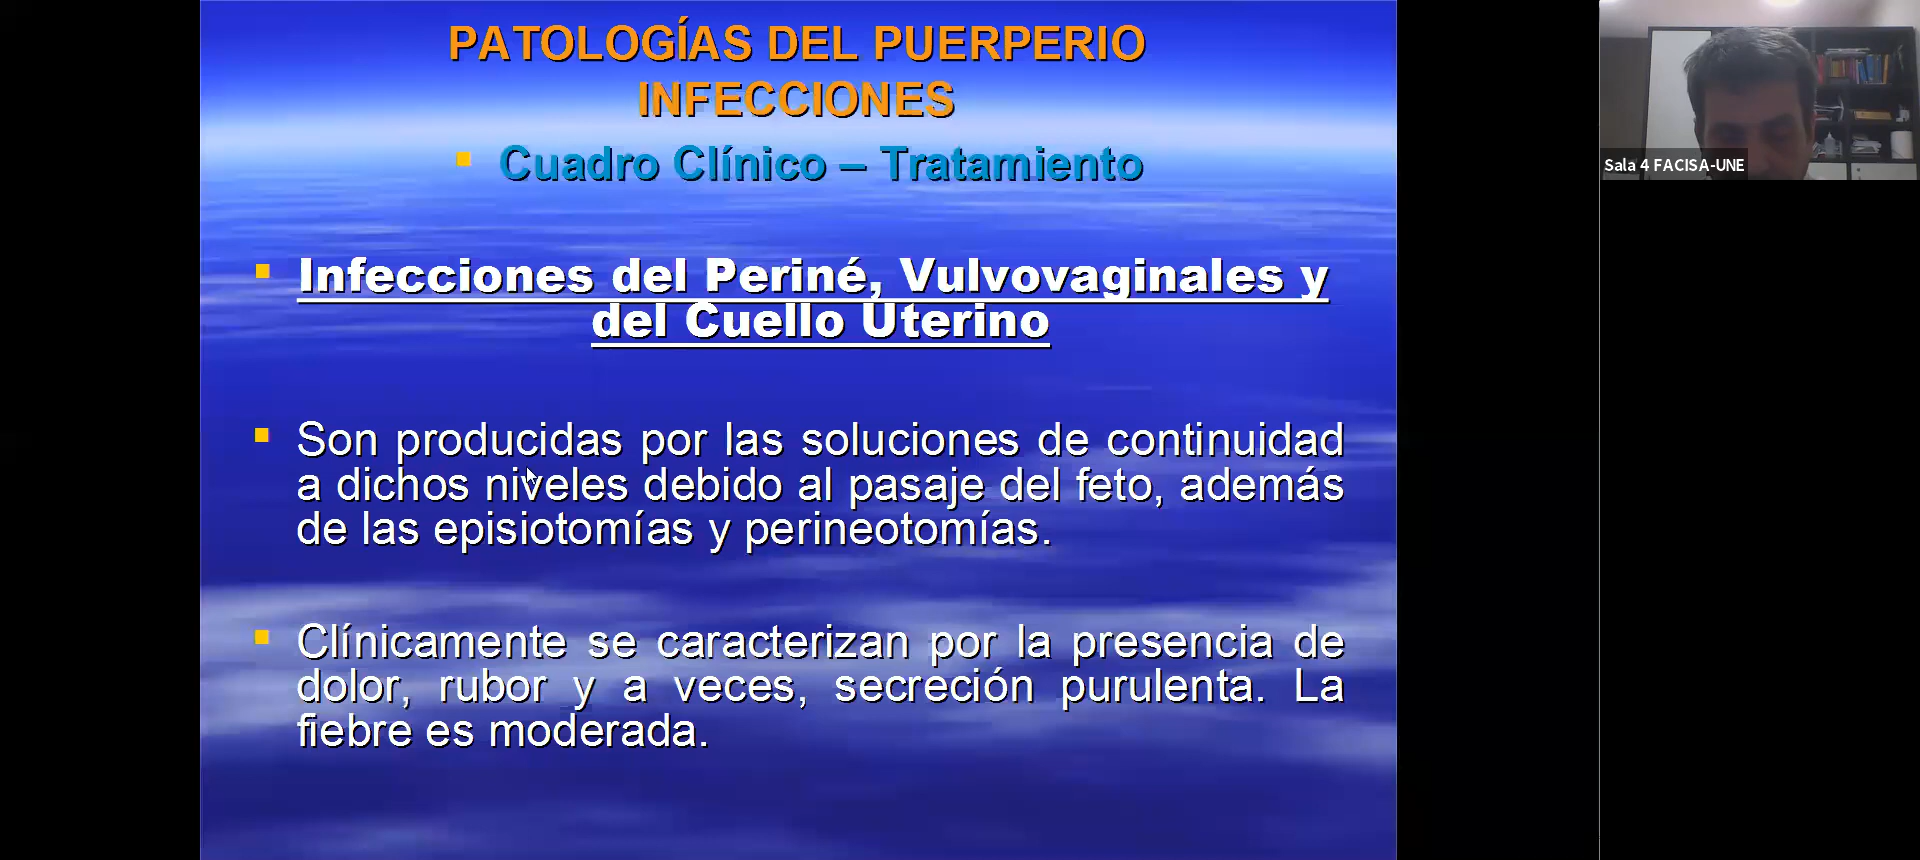 PATOLOGÍAS DEL PUERPERIO
INFECCIONES
Cuadro Clínico – Tratamiento
Infecciones del Periné, Vulvovaginales y
del Cuello Uterino
Son producidas por las soluciones de continuidad
a dichos niveles debido al pasaje del feto, además
de las episiotomías y perineotomías.
Clínicamente se caracterizan por la presencia de
dolor, rubor y a veces, secreción purulenta. La
fiebre es moderada.
Sala 4 FACISA-UNE